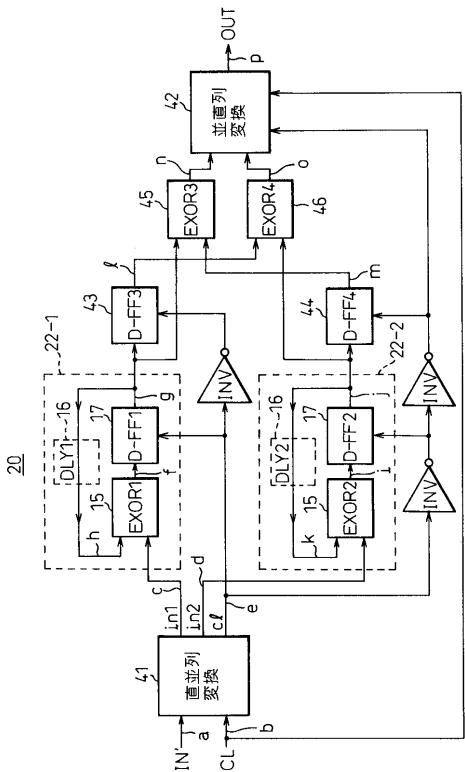 20
22-1
16
DLY1
h
15
EXOR1
f
17
D-FF1
g
43
D-FF3
ℓ
45
EXOR3
n
42
並直列
変換
p
OUT
IN'
a
CL
b
41
直並列
変換
in1
c
in2
d
cℓ
e
INV
EXOR4
46
o
m
44
D-FF4
22-2
16
DLY2
k
15
EXOR2
i
17
D-FF2
j
INV
INV